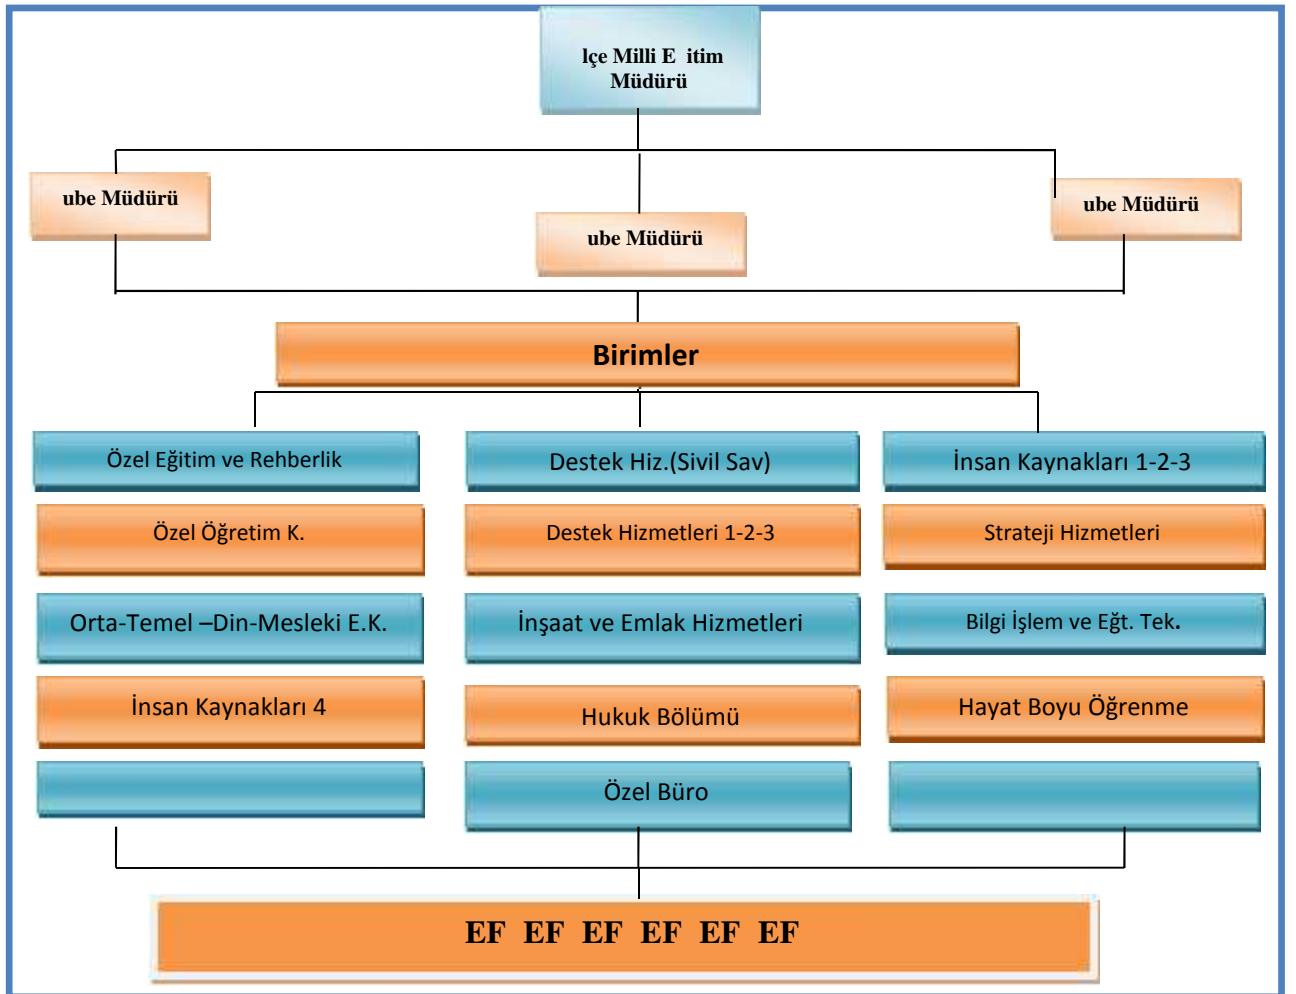 lçe Milli E itim
Müdürü
ube Müdürü
ube Müdürü
ube Müdürü
Birimler
Özel Eğitim ve Rehberlik
Destek Hiz.(Sivil Sav)
İnsan Kaynakları 1-2-3
Özel Öğretim K.
Destek Hizmetleri 1-2-3
Strateji Hizmetleri
Orta-Temel –Din-Mesleki E.K.
İnşaat ve Emlak Hizmetleri
Bilgi İşlem ve Eğt. Tek.
İnsan Kaynakları 4
Hukuk Bölümü
Hayat Boyu Öğrenme
Özel Büro
EF EF EF EF EF EF